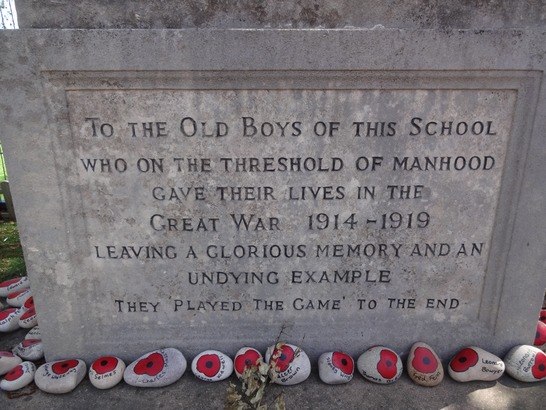 To the Old Boys of this School
who on the threshold of manhood
gave their lives in the
Great War 1914-1919
leaving a glorious memory and an
undying example
They 'Played the Game' to the end